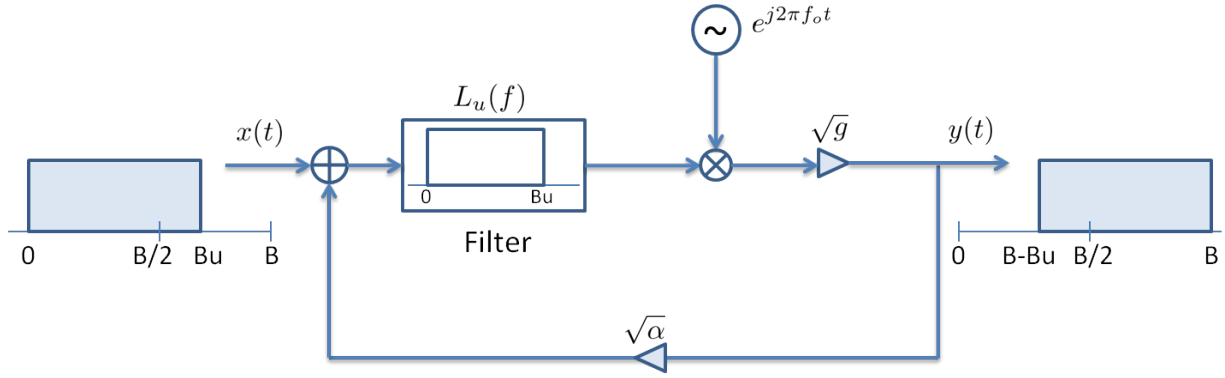 e^{j2πf_o t}
L_u(f)
x(t)
√g
y(t)
0 Bu
0 B/2 Bu B
Filter
0 B-Bu B/2 B
√α